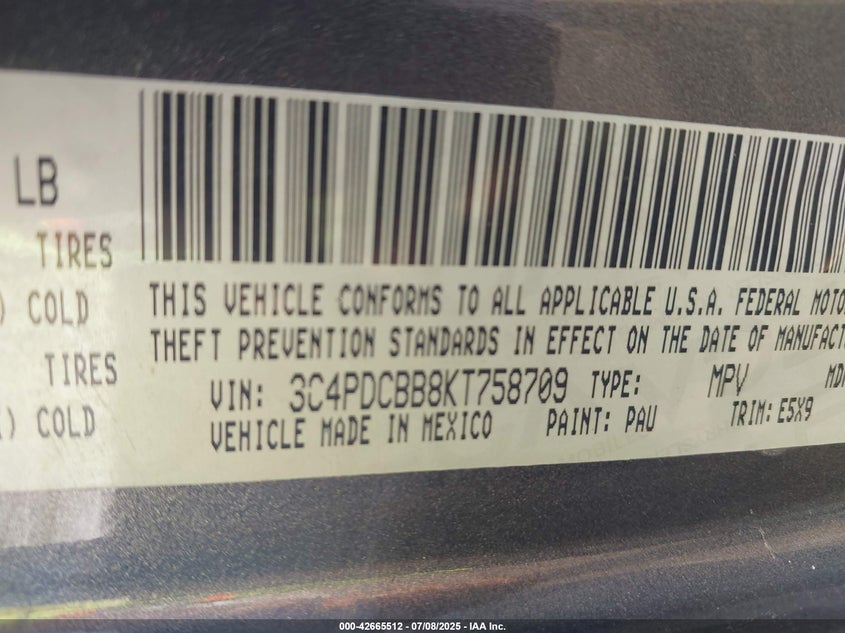 LB
TIRES
) COLD
TIRES
) COLD
THIS VEHICLE CONFORMS TO ALL APPLICABLE U.S.A. FEDERAL MOTO
THEFT PREVENTION STANDARDS IN EFFECT ON THE DATE OF MANUFACT
VIN: 3C4PDCBB8KT758709 TYPE: MPV MD
VEHICLE MADE IN MEXICO PAINT: PAU TRIM: E5X9
000-42665512 - 07/08/2025 - IAA Inc.